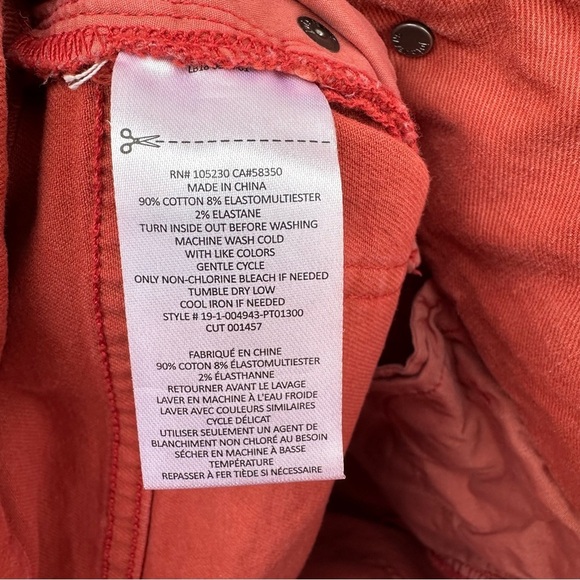 RN# 105230 CA#58350
MADE IN CHINA
90% COTTON 8% ELASTOMULTIESTER
2% ELASTANE
TURN INSIDE OUT BEFORE WASHING
MACHINE WASH COLD
WITH LIKE COLORS
GENTLE CYCLE
ONLY NON-CHLORINE BLEACH IF NEEDED
TUMBLE DRY LOW
COOL IRON IF NEEDED
STYLE # 19-1-004943-PT01300
CUT 001457
FABRIQUÉ EN CHINE
90% COTON 8% ÉLASTOMULTIESTER
2% ÉLASTHANNE
RETOURNER AVANT LE LAVAGE
LAVER EN MACHINE À L'EAU FROIDE
LAVER AVEC COULEURS SIMILAIRES
CYCLE DÉLICAT
UTILISER SEULEMENT UN AGENT DE
BLANCHIMENT NON CHLORÉ AU BESOIN
SÉCHER EN MACHINE À BASSE
TEMPÉRATURE
REPASSER À FER TIÈDE SI NÉCESSAIRE